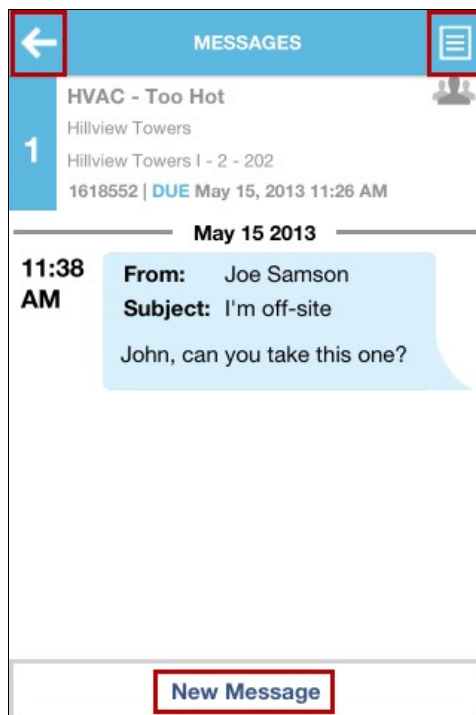 MESSAGES
HVAC - Too Hot
Hillview Towers
1
Hillview Towers I - 2 - 202
1618552 | DUE May 15, 2013 11:26 AM
May 15 2013
11:38
AM
From: Joe Samson
Subject: I'm off-site
John, can you take this one?
New Message